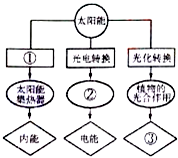 太阳能
①
光电转换
光化转换
太阳能
集热器
②
植物的
光合作用
内能
电能
③